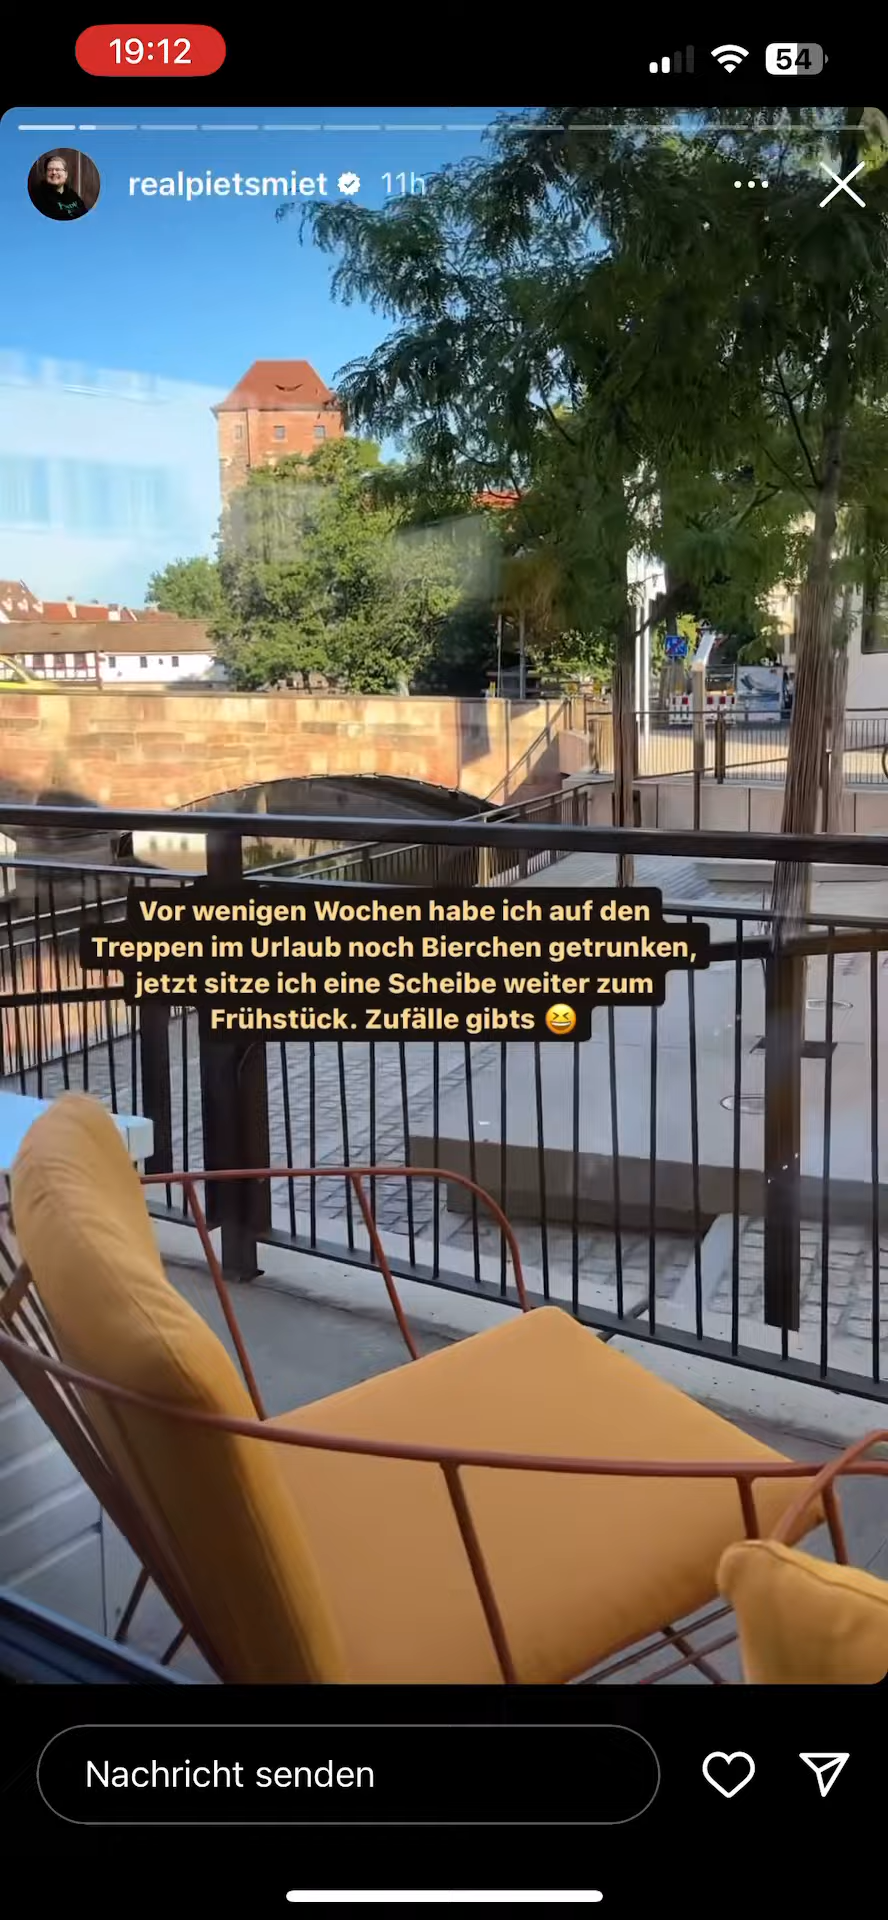 19:12
54
realpietsmiet 11h
Vor wenigen Wochen habe ich auf den
Treppen im Urlaub noch Bierchen getrunken,
jetzt sitze ich eine Scheibe weiter zum
Frühstück. Zufälle gibts 😆
Nachricht senden